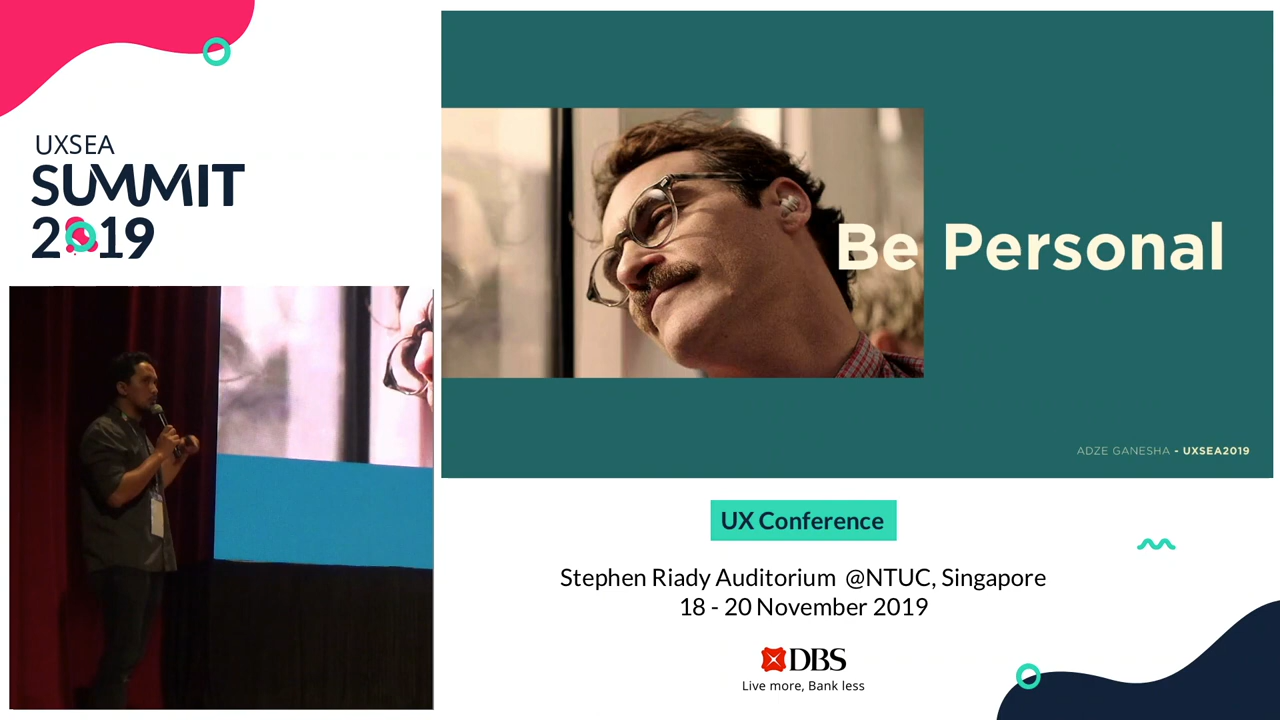 UXSEA
SUMMIT
2019
Be Personal
ADZE GANESHA - UXSEA2019
UX Conference
Stephen Riady Auditorium @NTUC, Singapore
18 - 20 November 2019
DBS
Live more, Bank less